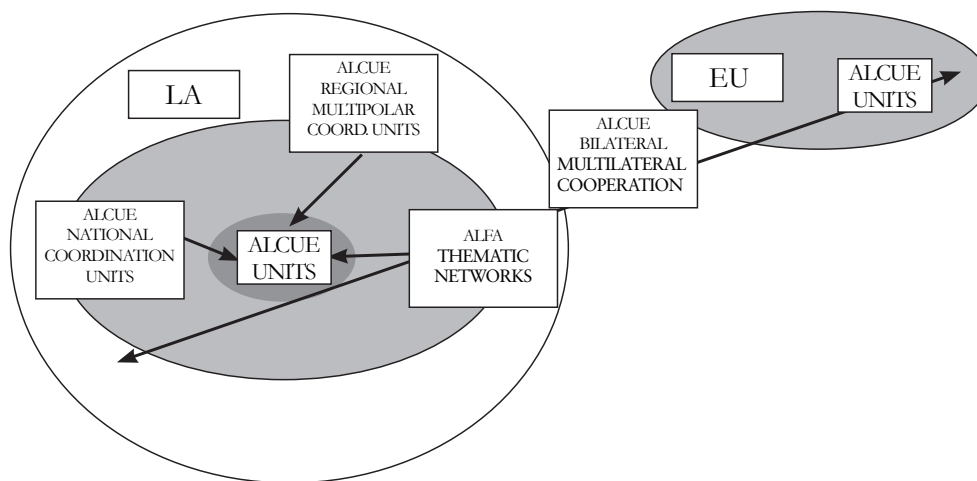 LA
ALCUE
REGIONAL
MULTIPOLAR
COORD. UNITS
EU
ALCUE
UNITS
ALCUE
BILATERAL
MULTILATERAL
COOPERATION
ALCUE
NATIONAL
COORDINATION
UNITS
ALCUE
UNITS
ALFA
THEMATIC
NETWORKS